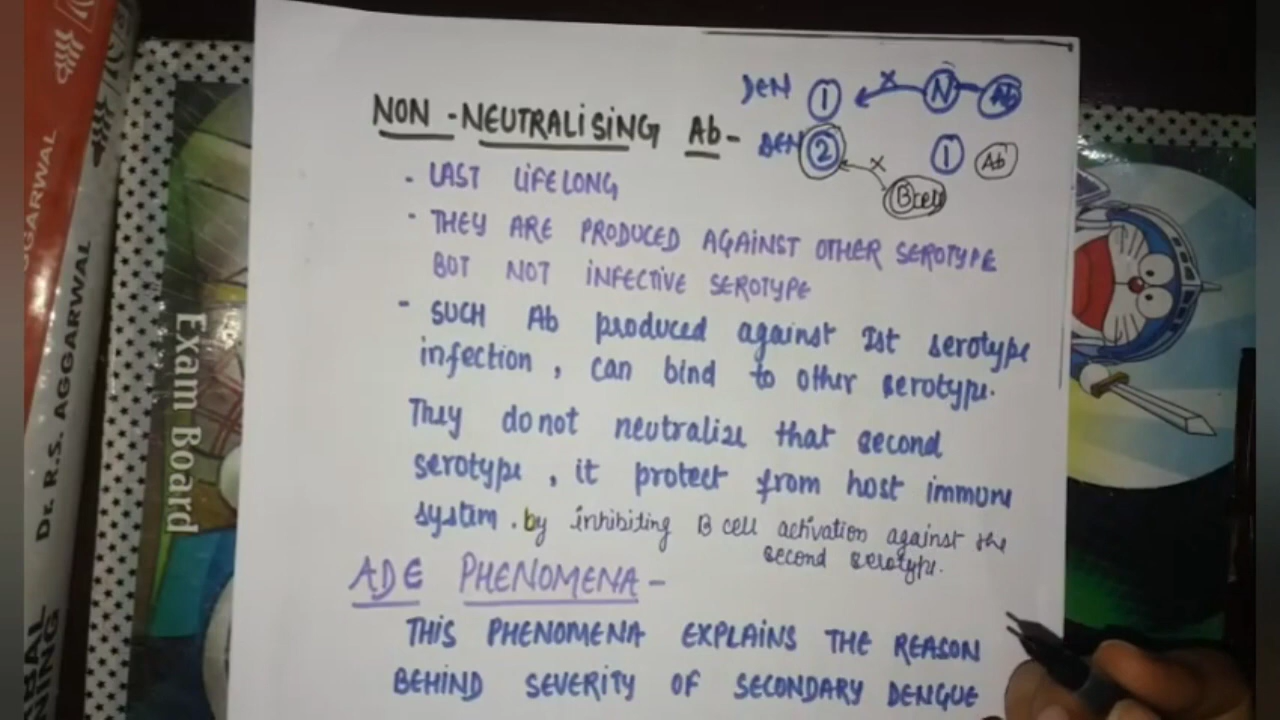 DEN 1 X N Ab
NON - NEUTRALISING Ab-
DEN 2 X 1 Ab
B cell
- LAST LIFELONG
- THEY ARE PRODUCED AGAINST OTHER SEROTYPE
BOT NOT INFECTIVE SEROTYPE
- SUCH Ab produced against Ist serotype
infection, can bind to other serotype.
They donot neutralize that second
serotype, it protect from host immune
system. by inhibiting B cell activation against the
second serotype.
ADE PHENOMENA-
THIS PHENOMENA EXPLAINS THE REASON
BEHIND SEVERITY OF SECONDARY DENGUE
GGARWAL
Dr. R.S. AGGARWAL
Exam Board